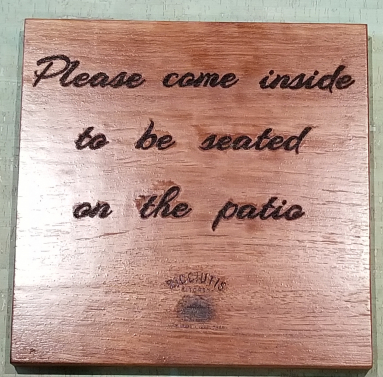 Please come inside
to be seated
on the patio